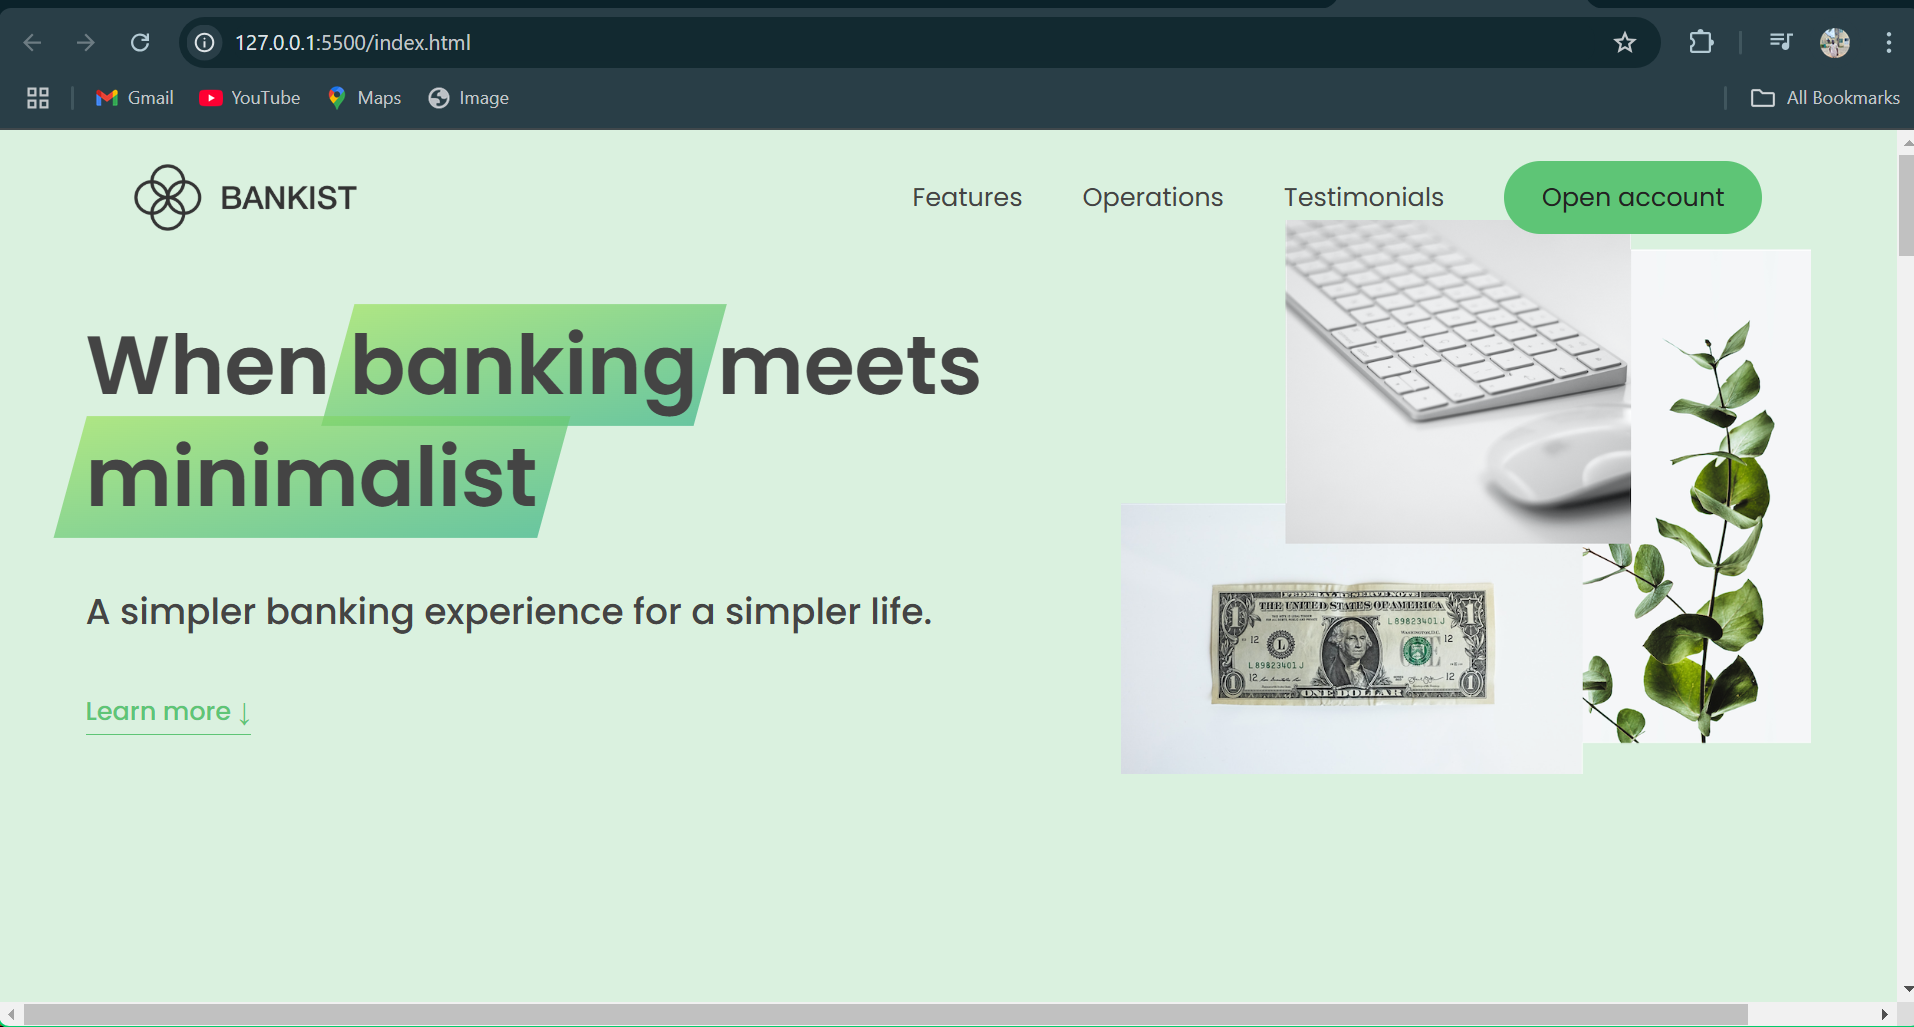 127.0.0.1:5500/index.html
Gmail
YouTube
Maps
Image
All Bookmarks
BANKIST
Features
Operations
Testimonials
Open account
When banking meets
minimalist
A simpler banking experience for a simpler life.
Learn more ↓
FEDERAL RESERVE NOTE
THE UNITED STATES OF AMERICA
L 89823401 J
WASHINGTON, D.C.
12
12
L
L 89823401 J
12
12
ONE DOLLAR
1
1
1
1